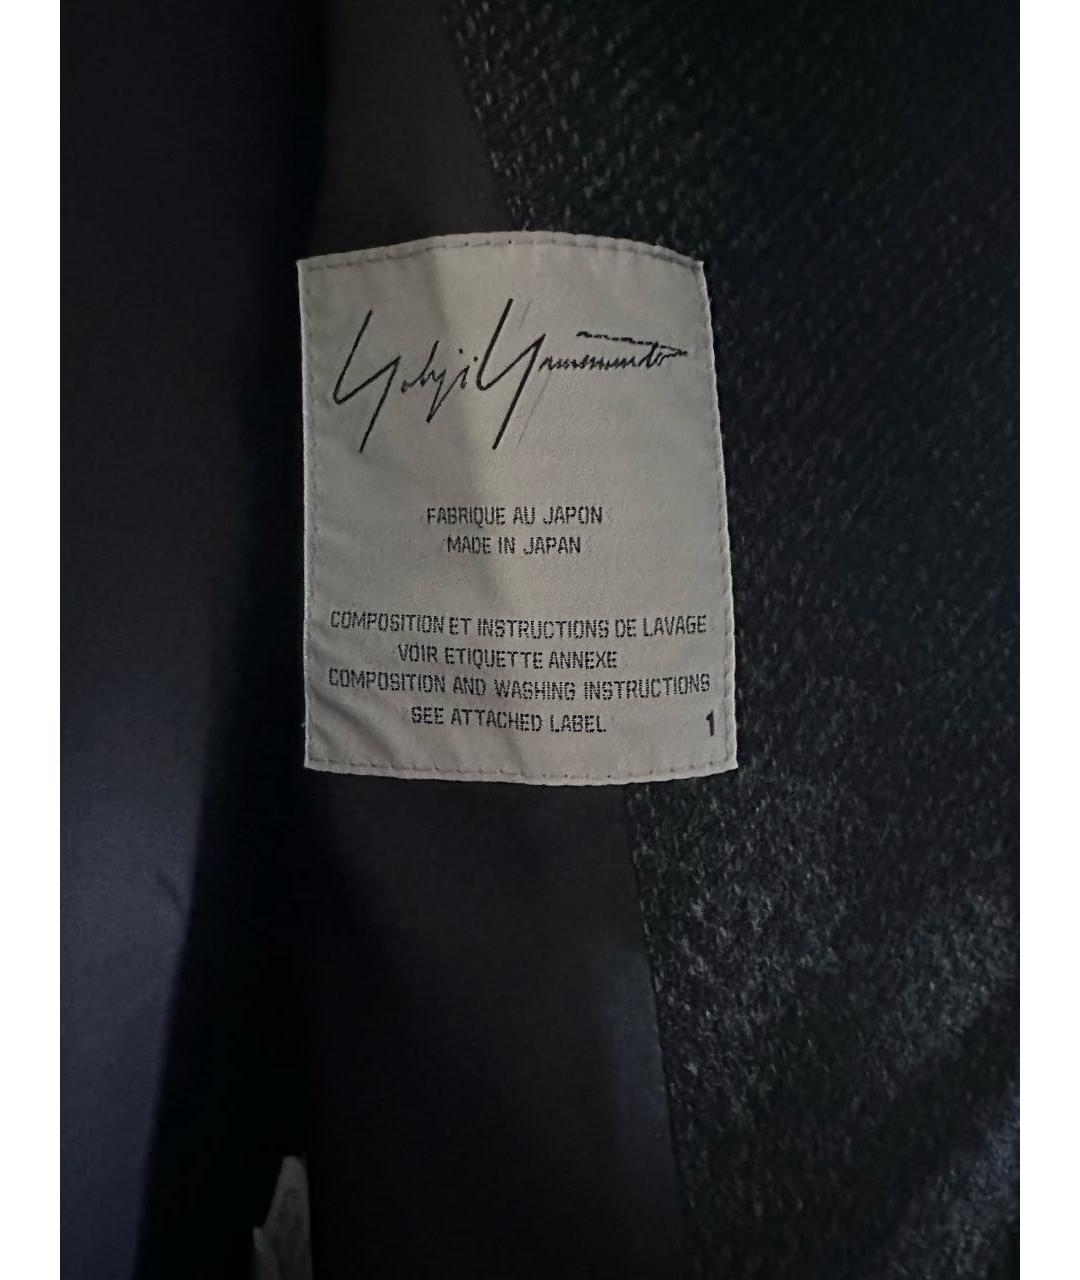 Yohji Yamamoto
FABRIQUE AU JAPON
MADE IN JAPAN
COMPOSITION ET INSTRUCTIONS DE LAVAGE
VOIR ETIQUETTE ANNEXE
COMPOSITION AND WASHING INSTRUCTIONS
SEE ATTACHED LABEL
1